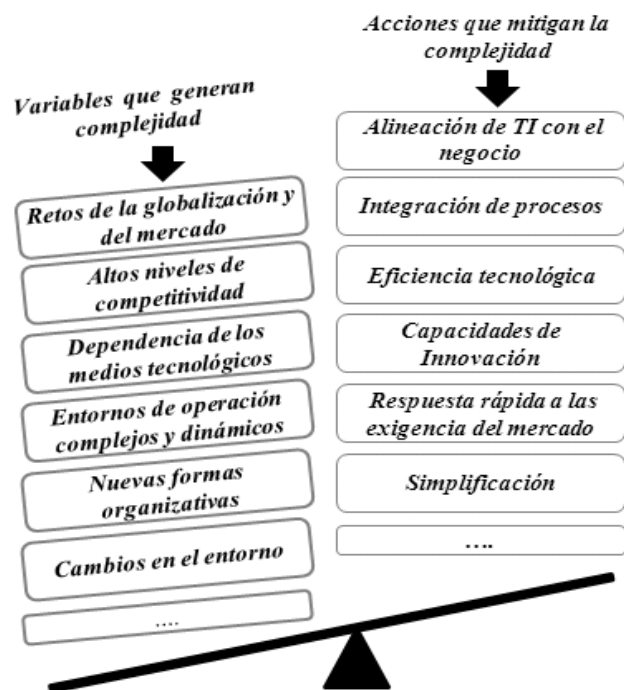 Variables que generan
complejidad
Retos de la globalización y
del mercado
Altos niveles de
competitividad
Dependencia de los
medios tecnológicos
Entornos de operación
complejos y dinámicos
Nuevas formas
organizativas
Cambios en el entorno
....
Acciones que mitigan la
complejidad
Alineación de TI con el
negocio
Integración de procesos
Eficiencia tecnológica
Capacidades de
Innovación
Respuesta rápida a las
exigencia del mercado
Simplificación
....